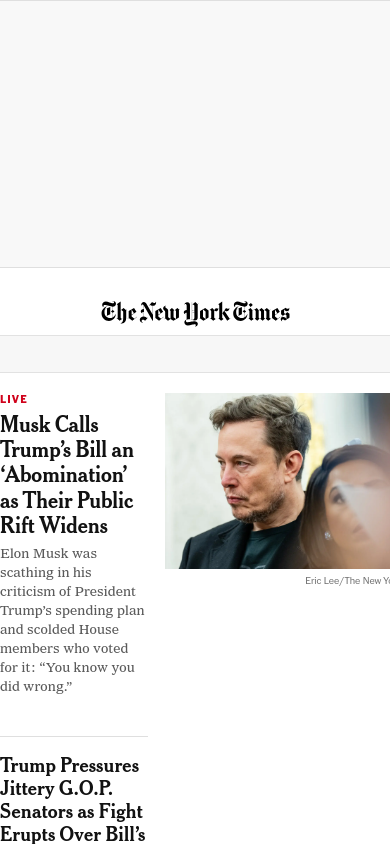 The New York Times
LIVE
Musk Calls
Trump’s Bill an
‘Abomination’
as Their Public
Rift Widens
Elon Musk was
scathing in his
criticism of President
Trump’s spending plan
and scolded House
members who voted
for it: “You know you
did wrong.”
Eric Lee/The New Yo
Trump Pressures
Jittery G.O.P.
Senators as Fight
Erupts Over Bill’s